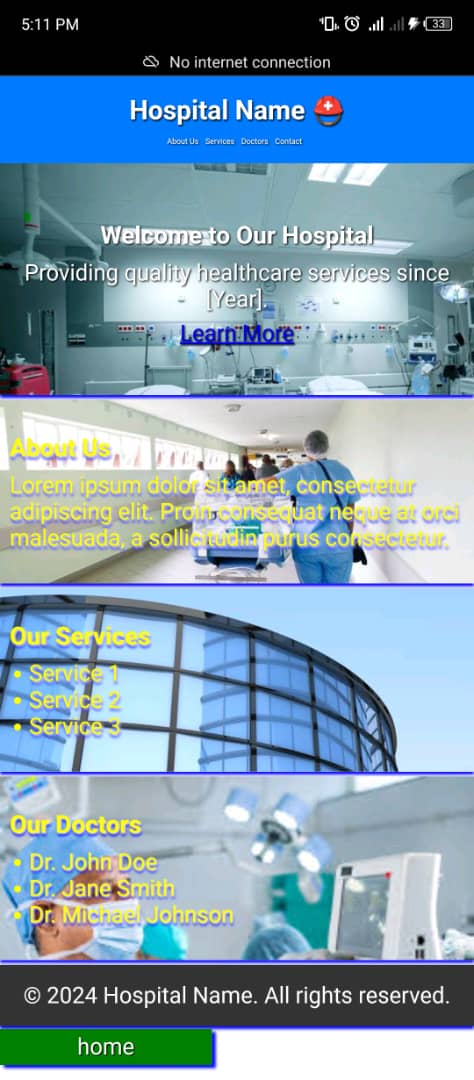 5:11 PM
33
No internet connection
Hospital Name ⛑️
About Us Services Doctors Contact
Welcome to Our Hospital
Providing quality healthcare services since
[Year].
Learn More
About Us
Lorem ipsum dolor sit amet, consectetur
adipiscing elit. Proin consequat neque at orci
malesuada, a sollicitudin purus consectetur.
Our Services
• Service 1
• Service 2
• Service 3
Our Doctors
• Dr. John Doe
• Dr. Jane Smith
• Dr. Michael Johnson
© 2024 Hospital Name. All rights reserved.
home